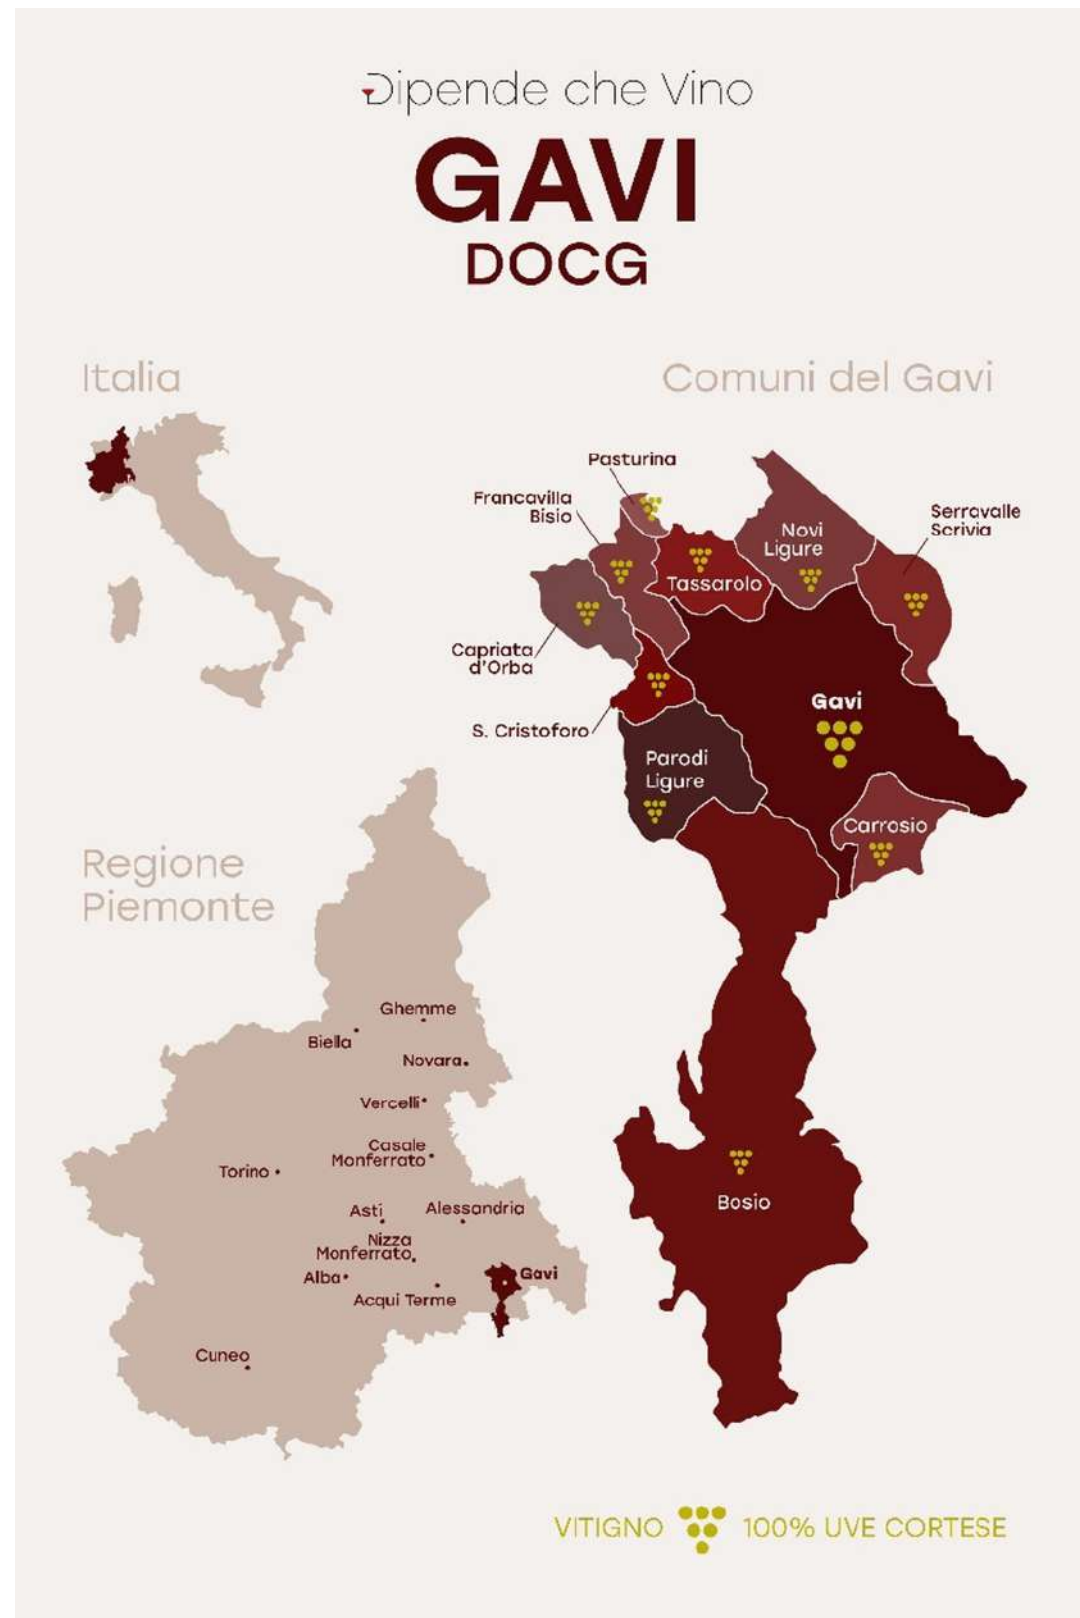 Dipende che Vino
GAVI
DOCG
Italia
Comuni del Gavi
Pasturina
Francavilla
Bisio
Serravalle
Scrivia
Novi
Ligure
Tassarolo
Capriata
d'Orba
Gavi
S. Cristoforo
Parodi
Ligure
Carrosio
Regione
Piemonte
Ghemme
Biella
Novara
Vercelli
Casale
Monferrato
Torino
Asti
Alessandria
Nizza
Monferrato
Alba
Gavi
Acqui Terme
Cuneo
Bosio
VITIGNO 100% UVE CORTESE